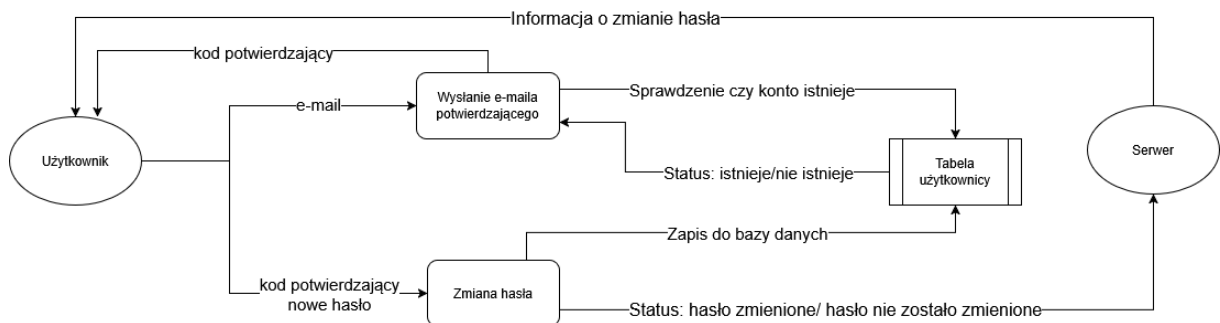 Informacja o zmianie hasła
kod potwierdzający
e-mail
Wysłanie e-maila
potwierdzającego
Sprawdzenie czy konto istnieje
Użytkownik
Status: istnieje/nie istnieje
Tabela
użytkownicy
Serwer
Zapis do bazy danych
kod potwierdzający
nowe hasło
Zmiana hasła
Status: hasło zmienione/ hasło nie zostało zmienione